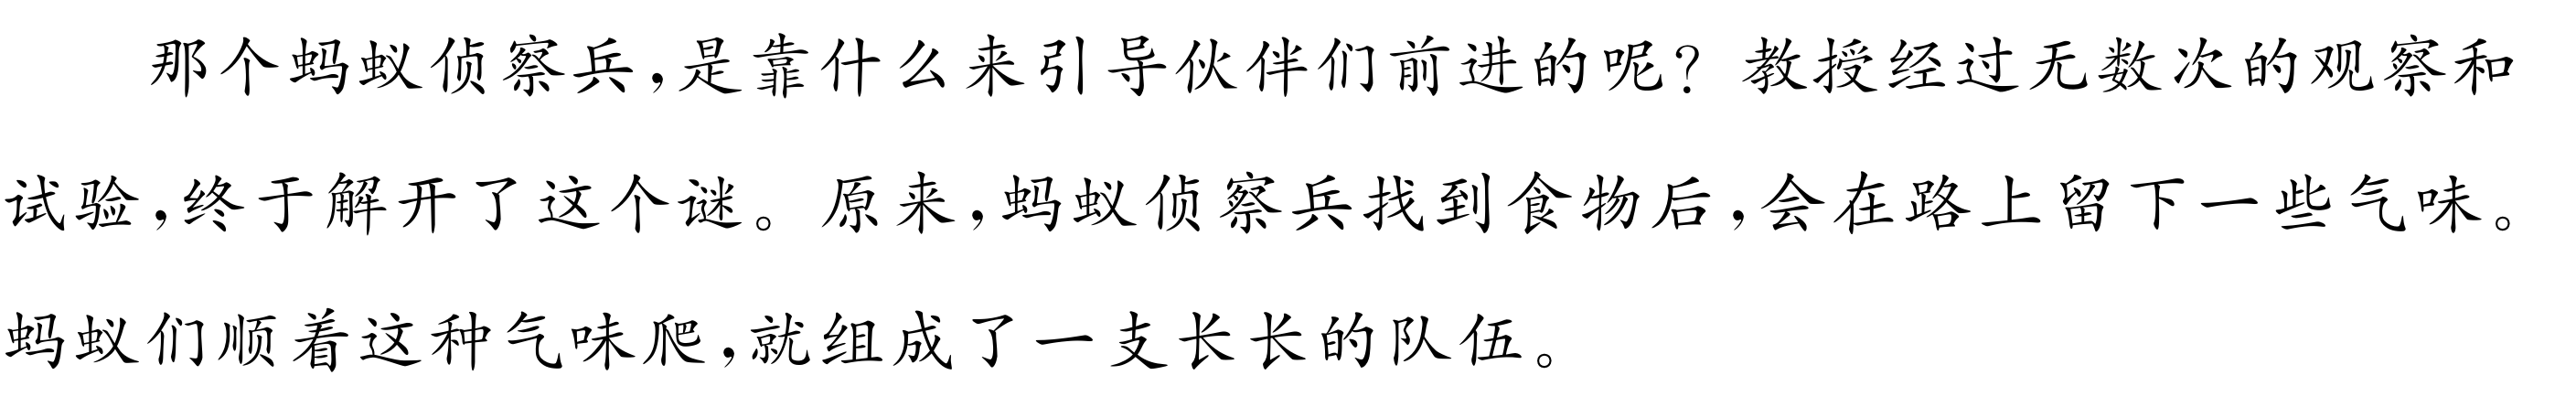 那个蚂蚁侦察兵,是靠什么来引导伙伴们前进的呢? 教授经过无数次的观察和
试验,终于解开了这个谜。原来,蚂蚁侦察兵找到食物后,会在路上留下一些气味。
蚂蚁们顺着这种气味爬,就组成了一支长长的队伍。